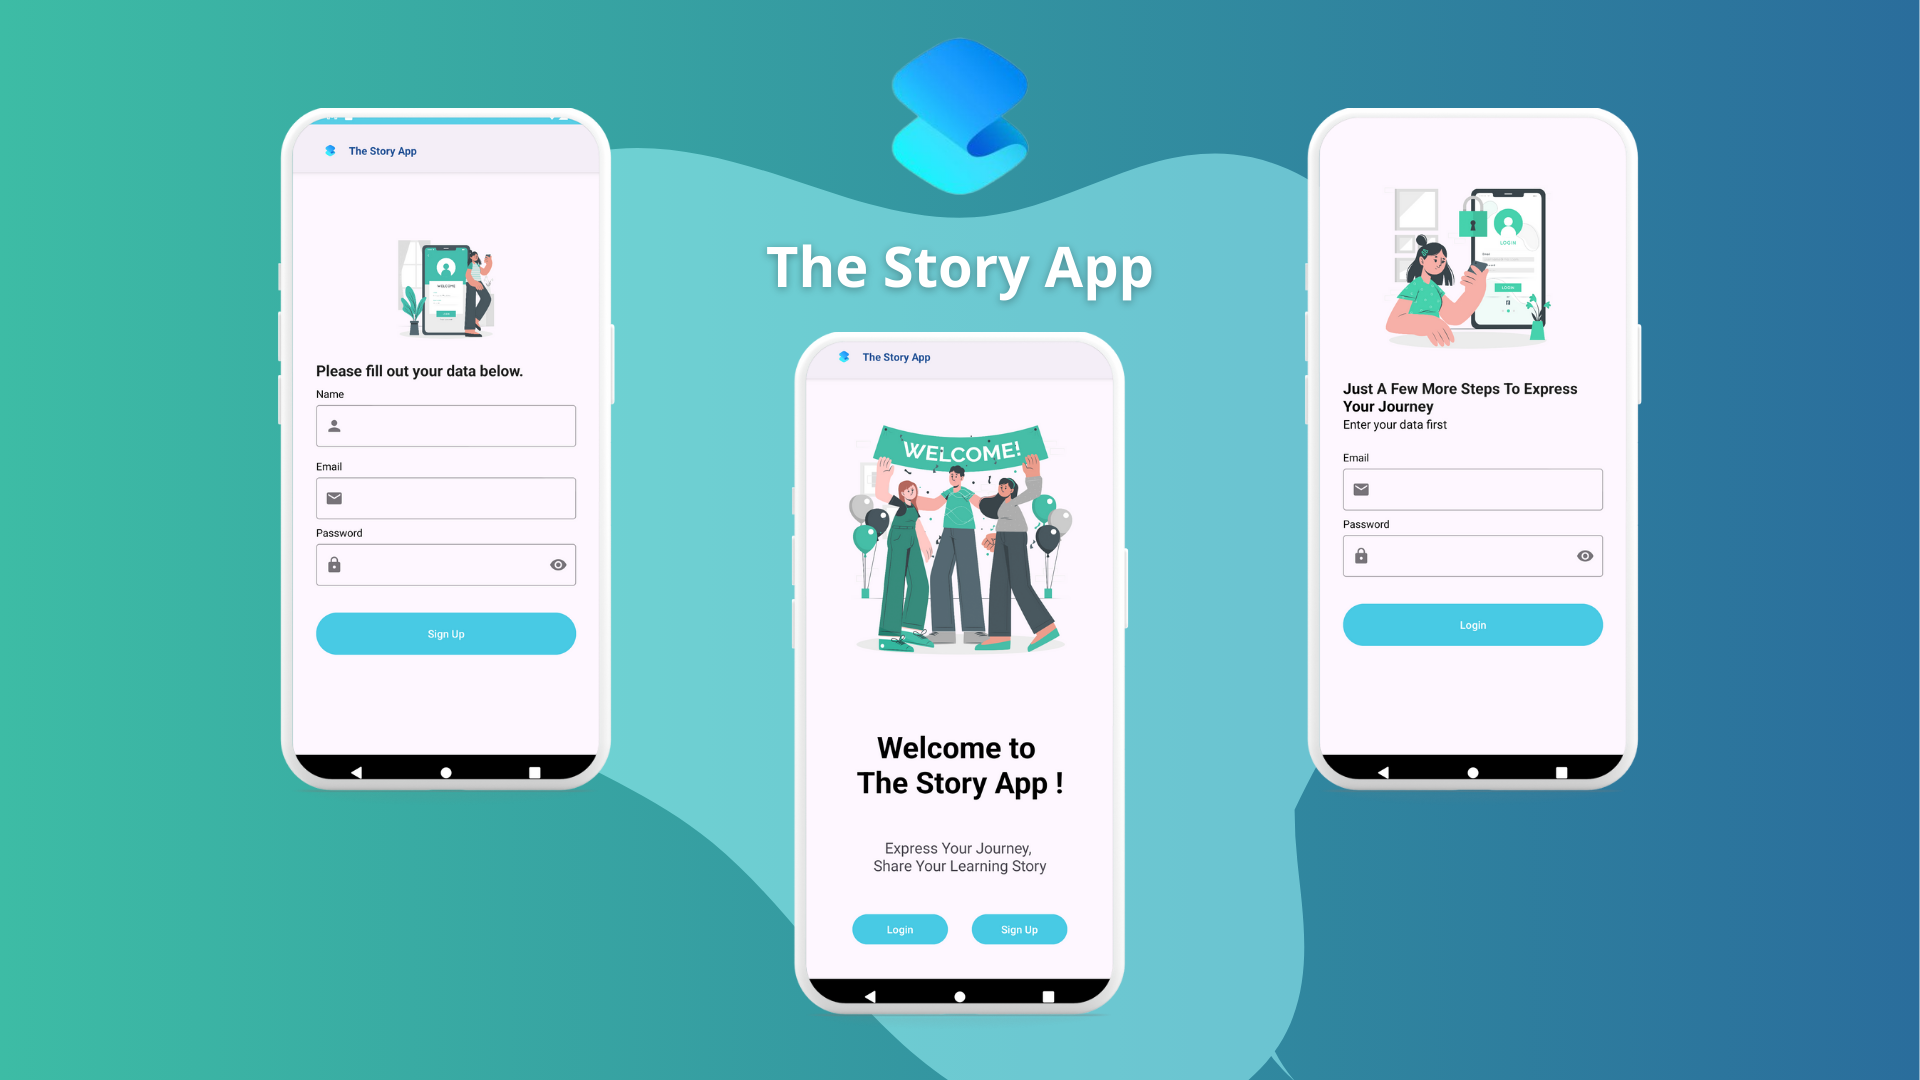 The Story App
The Story App
WELCOME
Please fill out your data below.
Name
Email
Password
Sign Up
The Story App
WELCOME!
Welcome to
The Story App !
Express Your Journey,
Share Your Learning Story
Login
Sign Up
LOGIN
LOGIN
Just A Few More Steps To Express
Your Journey
Enter your data first
Email
Password
Login